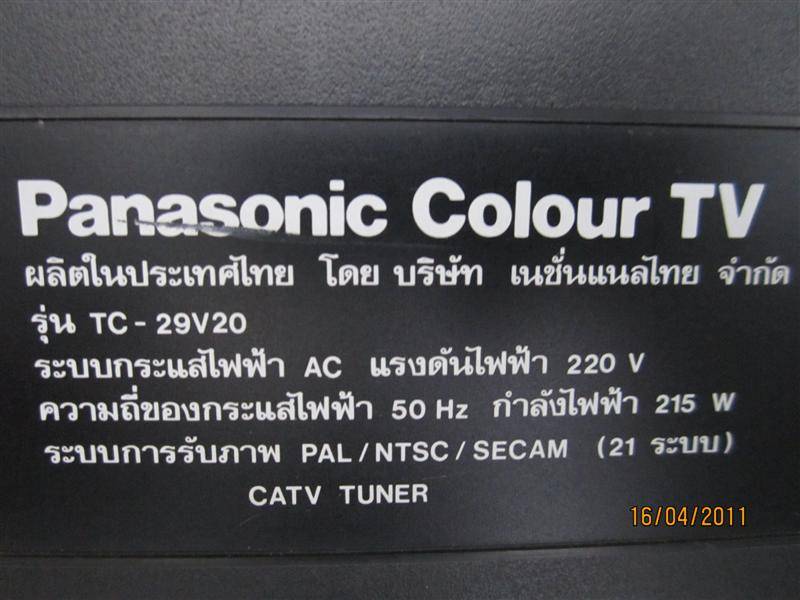 Panasonic Colour TV
ผลิตในประเทศไทย โดย บริษัท เนชั่นแนลไทย จำกัด
รุ่น TC - 29V20
ระบบกระแสไฟฟ้า AC แรงดันไฟฟ้า 220 V
ความถี่ของกระแสไฟฟ้า 50 Hz กำลังไฟฟ้า 215 W
ระบบการรับภาพ PAL / NTSC / SECAM (21 ระบบ)
CATV TUNER
16/04/2011